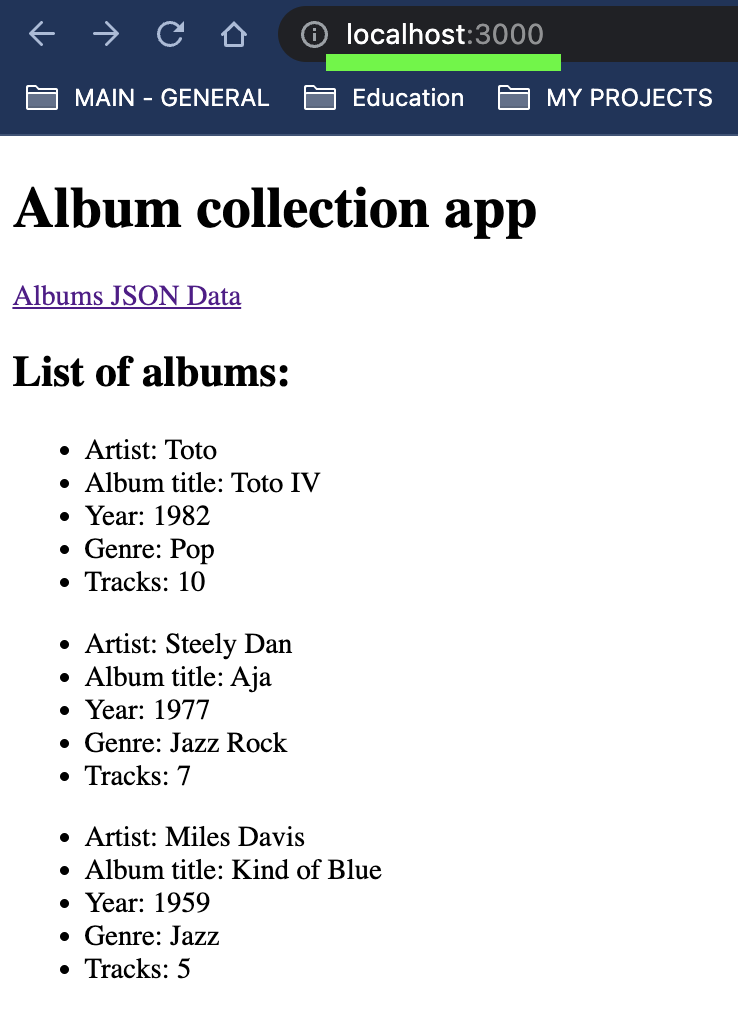 localhost:3000
MAIN - GENERAL Education MY PROJECTS
Album collection app
Albums JSON Data
List of albums:
Artist: Toto
Album title: Toto IV
Year: 1982
Genre: Pop
Tracks: 10
Artist: Steely Dan
Album title: Aja
Year: 1977
Genre: Jazz Rock
Tracks: 7
Artist: Miles Davis
Album title: Kind of Blue
Year: 1959
Genre: Jazz
Tracks: 5